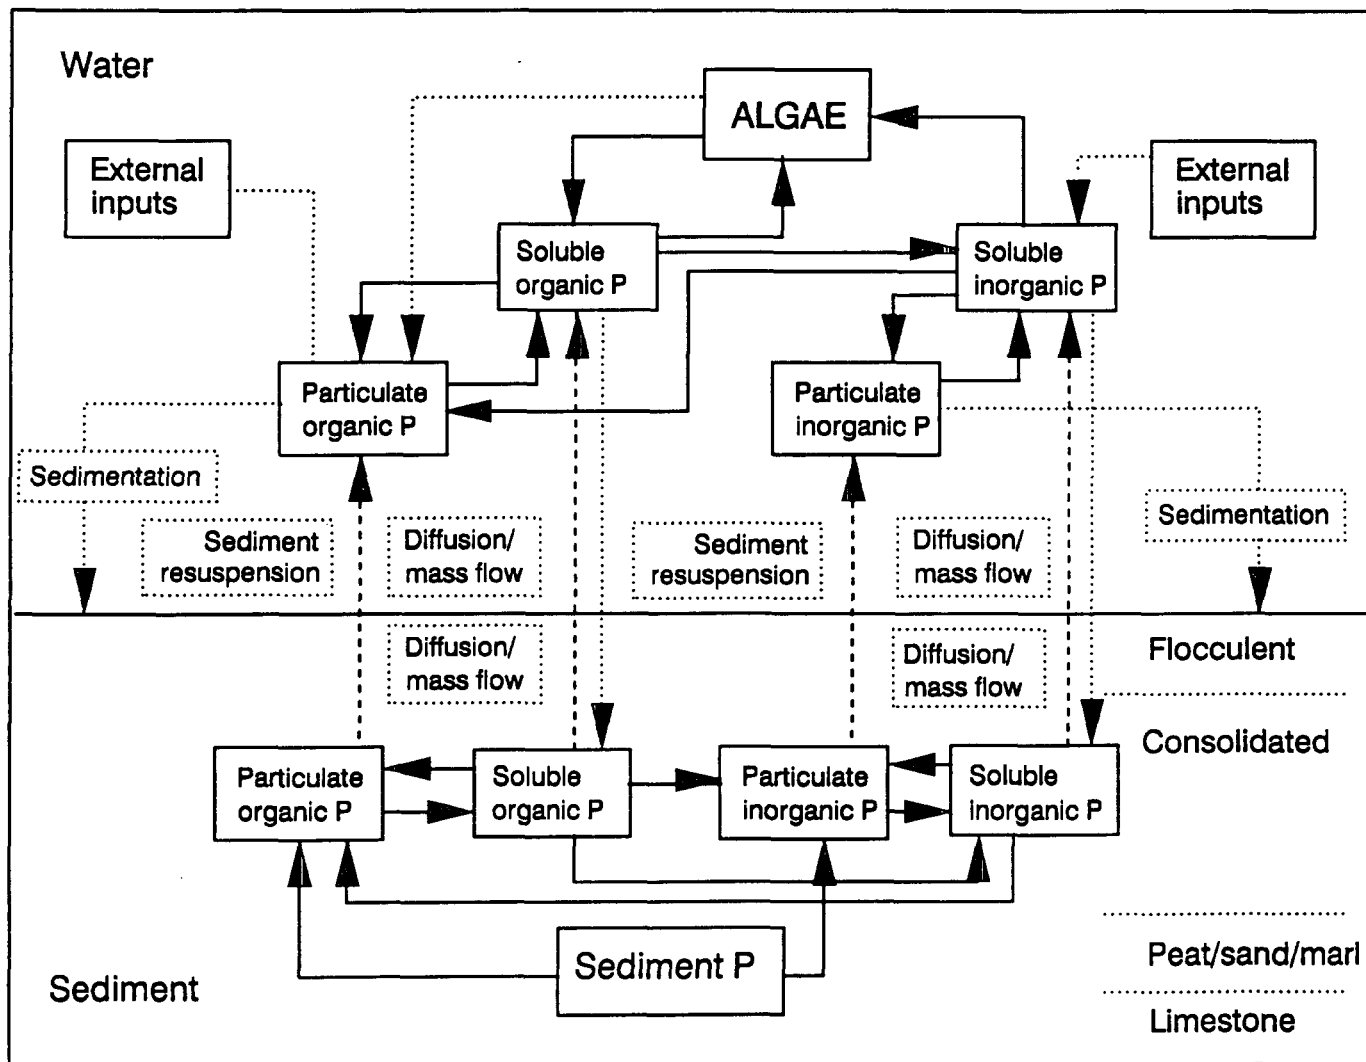 Water
ALGAE
External
inputs
External
inputs
Soluble
organic P
Soluble
inorganic P
Particulate
organic P
Particulate
inorganic P
Sedimentation
Sediment
resuspension
Diffusion/
mass flow
Sediment
resuspension
Diffusion/
mass flow
Sedimentation
Diffusion/
mass flow
Diffusion/
mass flow
Flocculent
Consolidated
Particulate
organic P
Soluble
organic P
Particulate
inorganic P
Soluble
inorganic P
Sediment P
Sediment
Peat/sand/marl
Limestone